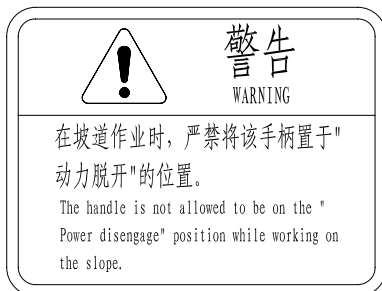 警告
WARNING
在坡道作业时，严禁将该手柄置于"
动力脱开"的位置。
The handle is not allowed to be on the "
Power disengage" position while working on
the slope.